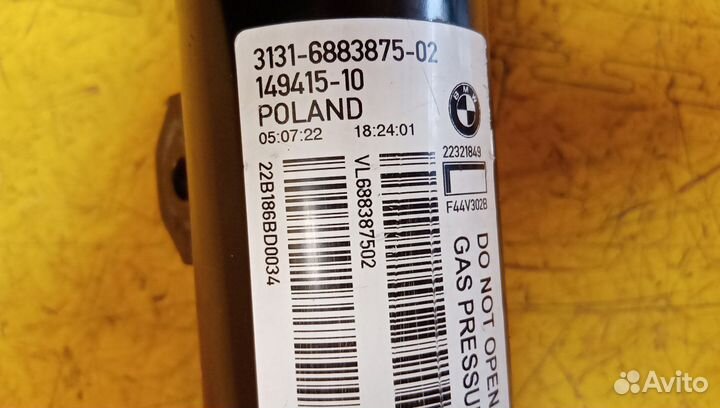 3131-6883875-02
149415-10
POLAND
05:07:22 18:24:01
22B186BD0034
VL688387502
BMW
22321849
F44V302B
DO NOT OPEN
GAS PRESSU
Avito